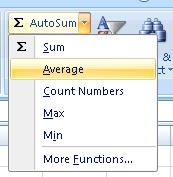 Σ AutoSum
Σ Sum
Average
Count Numbers
Max
Min
More Functions...
&